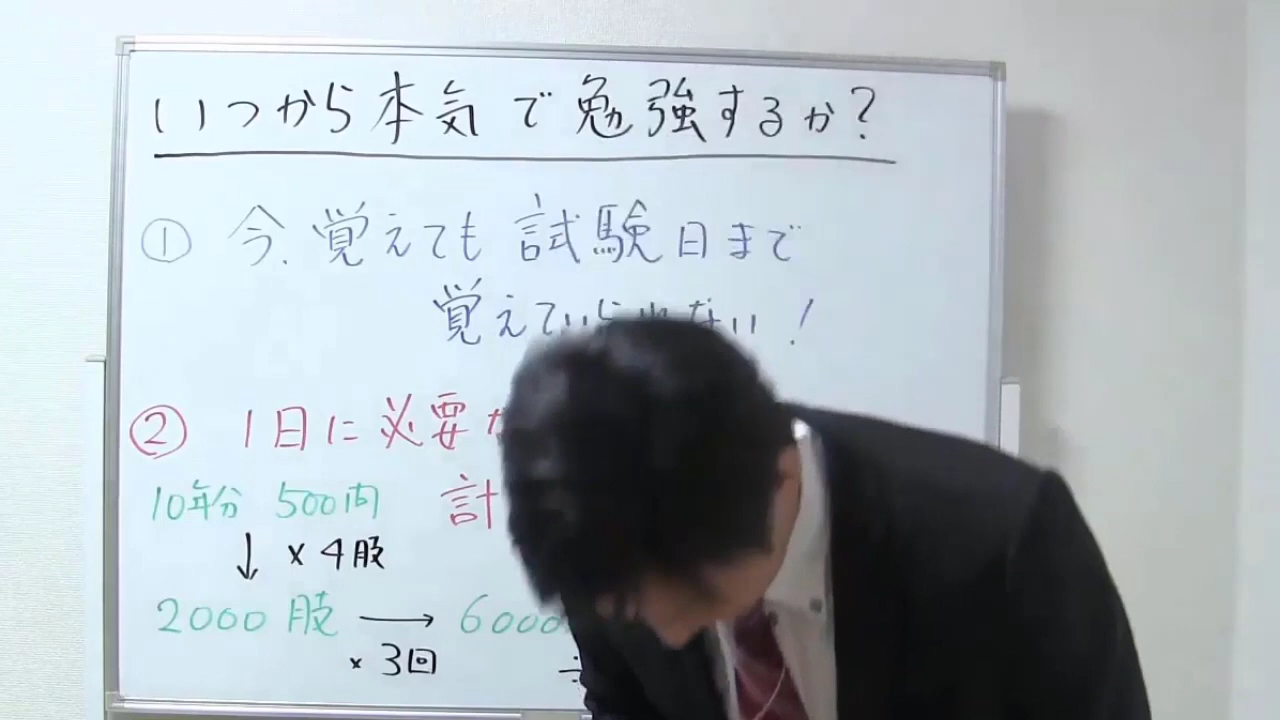 いつから本気で勉強するか?
① 今、覚えても試験日まで
覚えていられない!
② 1日に必要
計
10年分 500問
↓ × 4肢
2000肢 → 6000
× 3回
÷